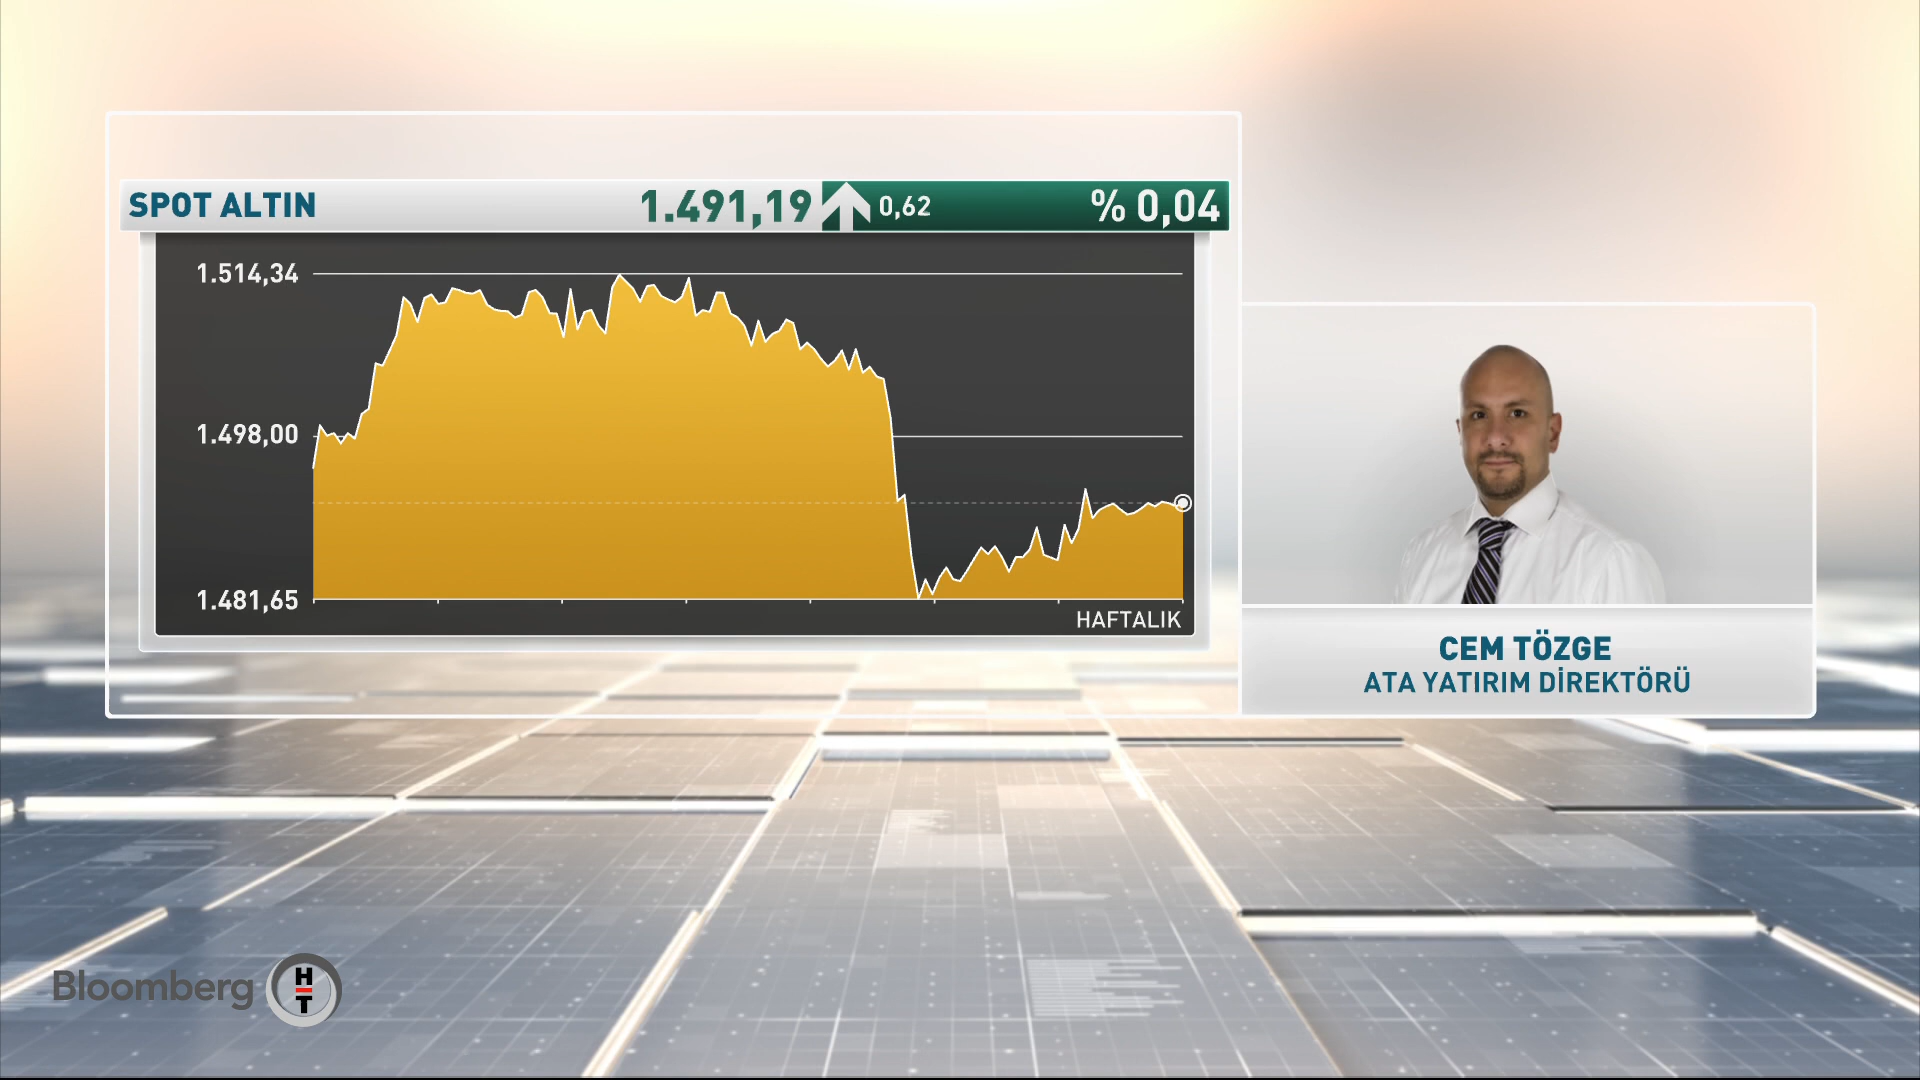 SPOT ALTIN 1.491,19 0,62 % 0,04
1.514,34
1.498,00
1.481,65
HAFTALIK
CEM TÖZGE
ATA YATIRIM DİREKTÖRÜ
Bloomberg HT